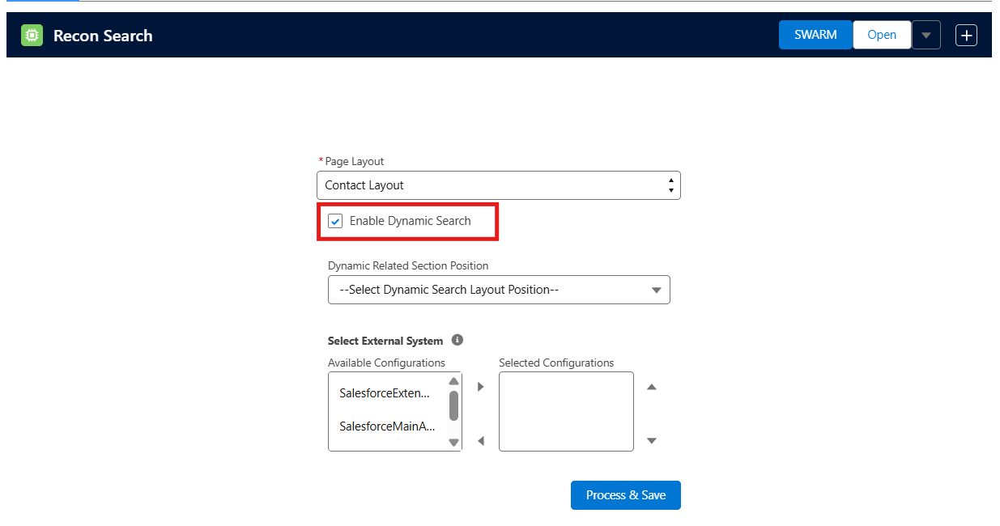 Recon Search
SWARM
Open
* Page Layout
Contact Layout
Enable Dynamic Search
Dynamic Related Section Position
--Select Dynamic Search Layout Position--
Select External System
Available Configurations
Selected Configurations
SalesforceExten...
SalesforceMainA...
Process & Save